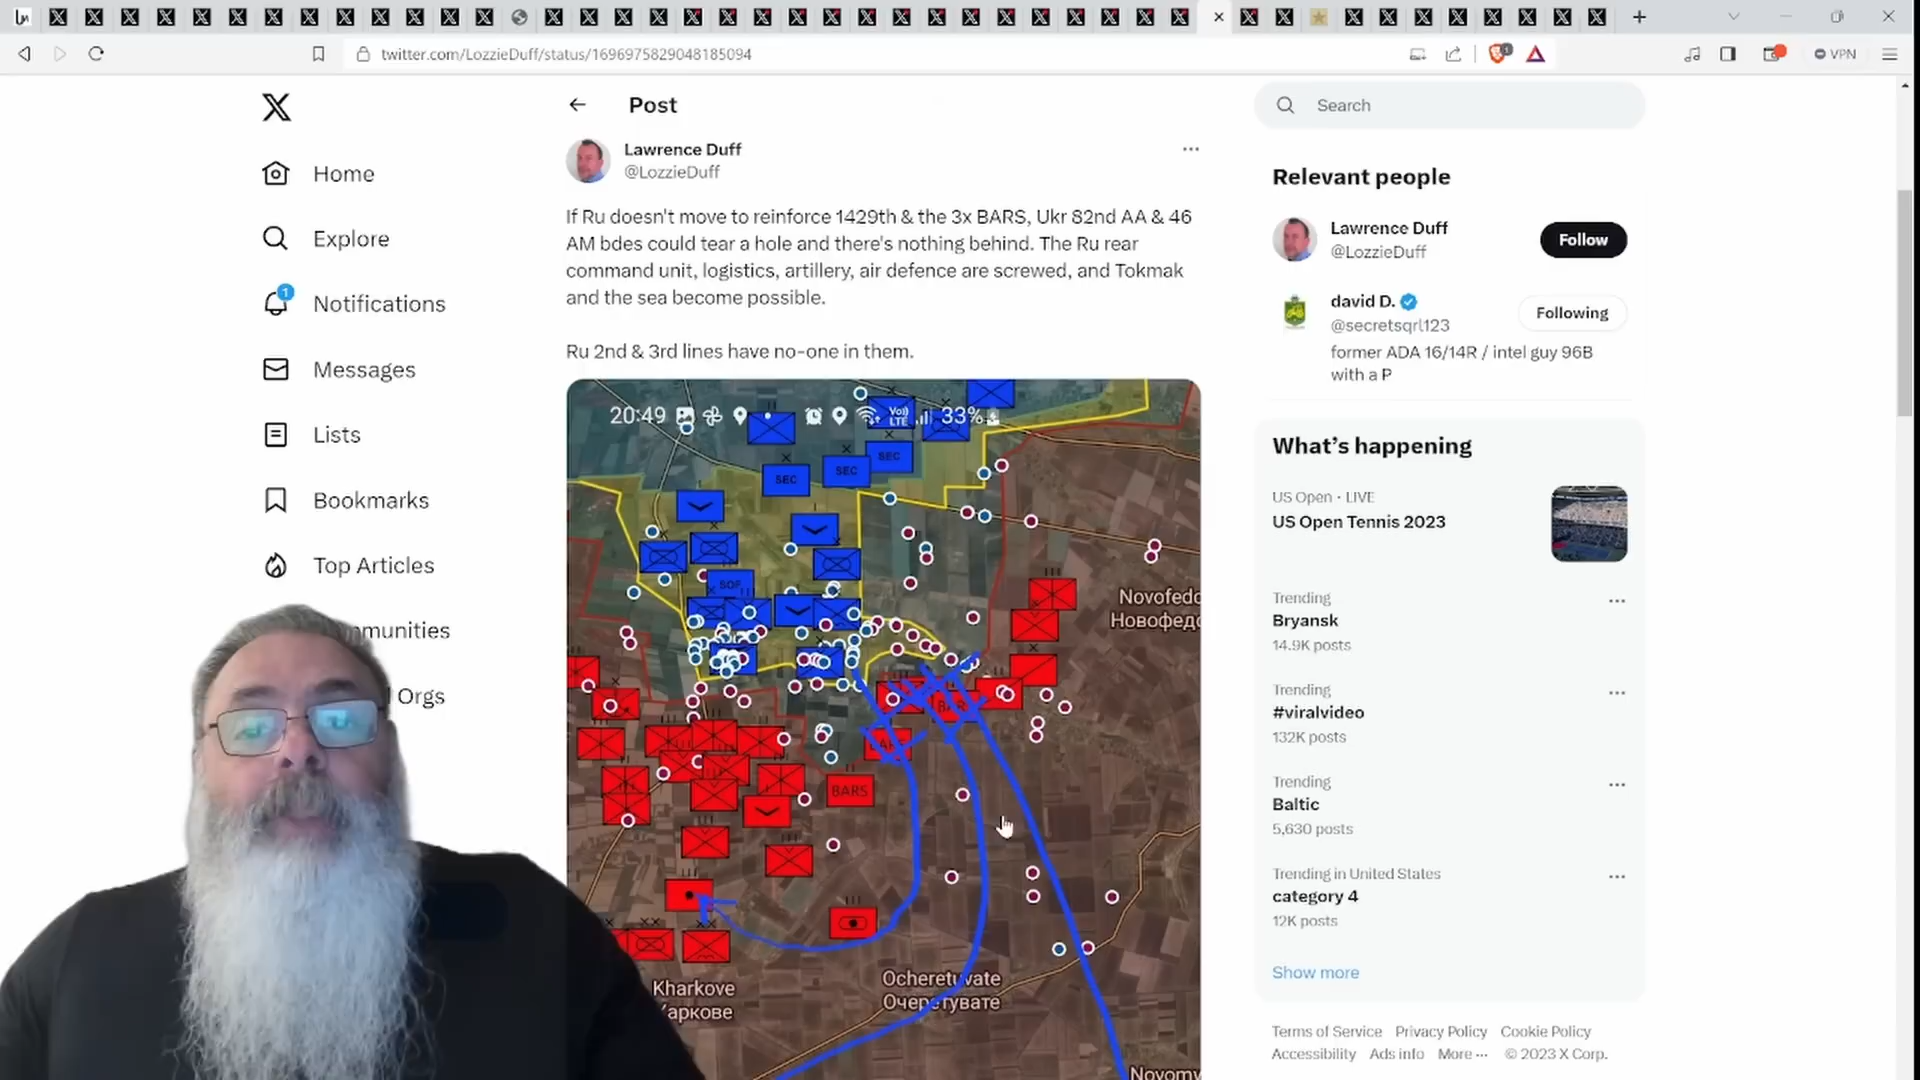 twitter.com/LozzieDuff/status/1696975829048185094
VPN
Post
Search
Lawrence Duff
@LozzieDuff
Home
Explore
1
Notifications
Messages
Lists
Bookmarks
Top Articles
mmunities
Orgs
If Ru doesn't move to reinforce 1429th & the 3x BARS, Ukr 82nd AA & 46
AM bdes could tear a hole and there's nothing behind. The Ru rear
command unit, logistics, artillery, air defence are screwed, and Tokmak
and the sea become possible.
Ru 2nd & 3rd lines have no-one in them.
20:49
Vo))
LTE
33%
SEC
SEC
SEC
SOF
BARS
Novofedo
Новофедо
Kharkove
Харкове
Ocheretuvate
Очеретувате
Novomy
Relevant people
Lawrence Duff
@LozzieDuff
Follow
david D.
@secretsqrl123
Following
former ADA 16/14R / intel guy 96B
with a P
What's happening
US Open · LIVE
US Open Tennis 2023
Trending
Bryansk
14.9K posts
Trending
#viralvideo
132K posts
Trending
Baltic
5,630 posts
Trending in United States
category 4
12K posts
Show more
Terms of Service Privacy Policy Cookie Policy
Accessibility Ads info More ··· © 2023 X Corp.